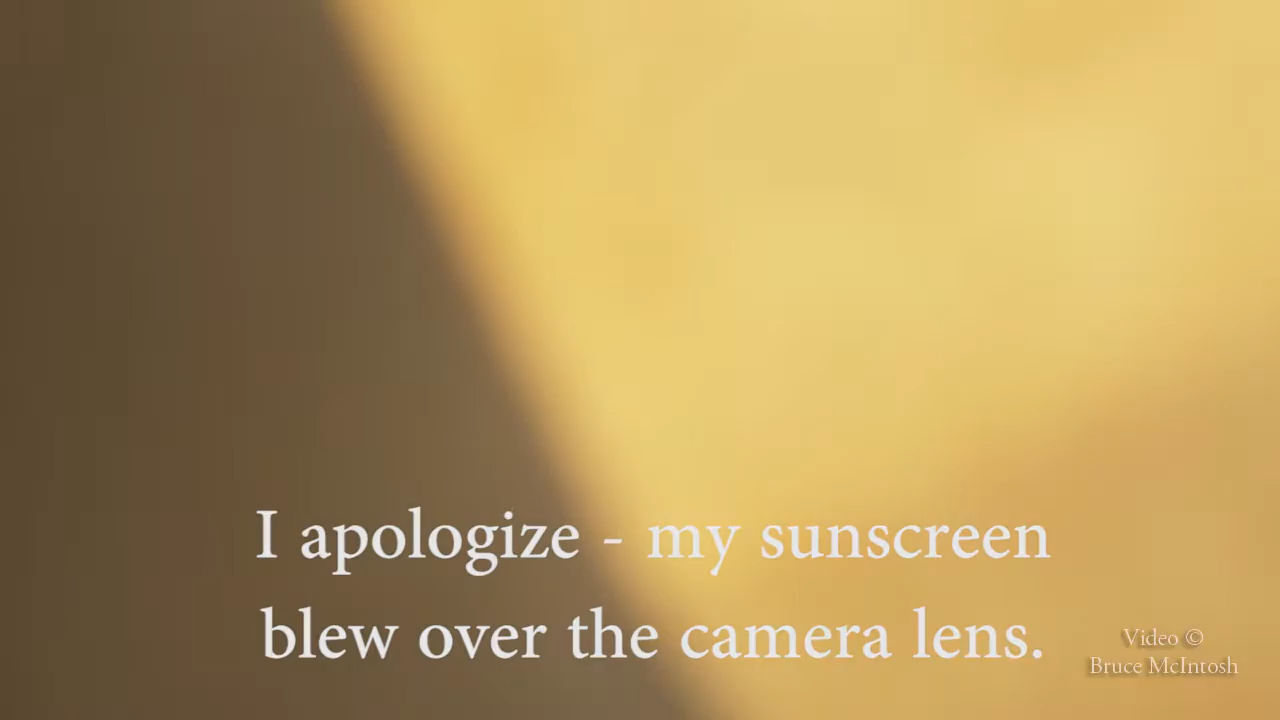 I apologize - my sunscreen
blew over the camera lens.
Video ©
Bruce McIntosh